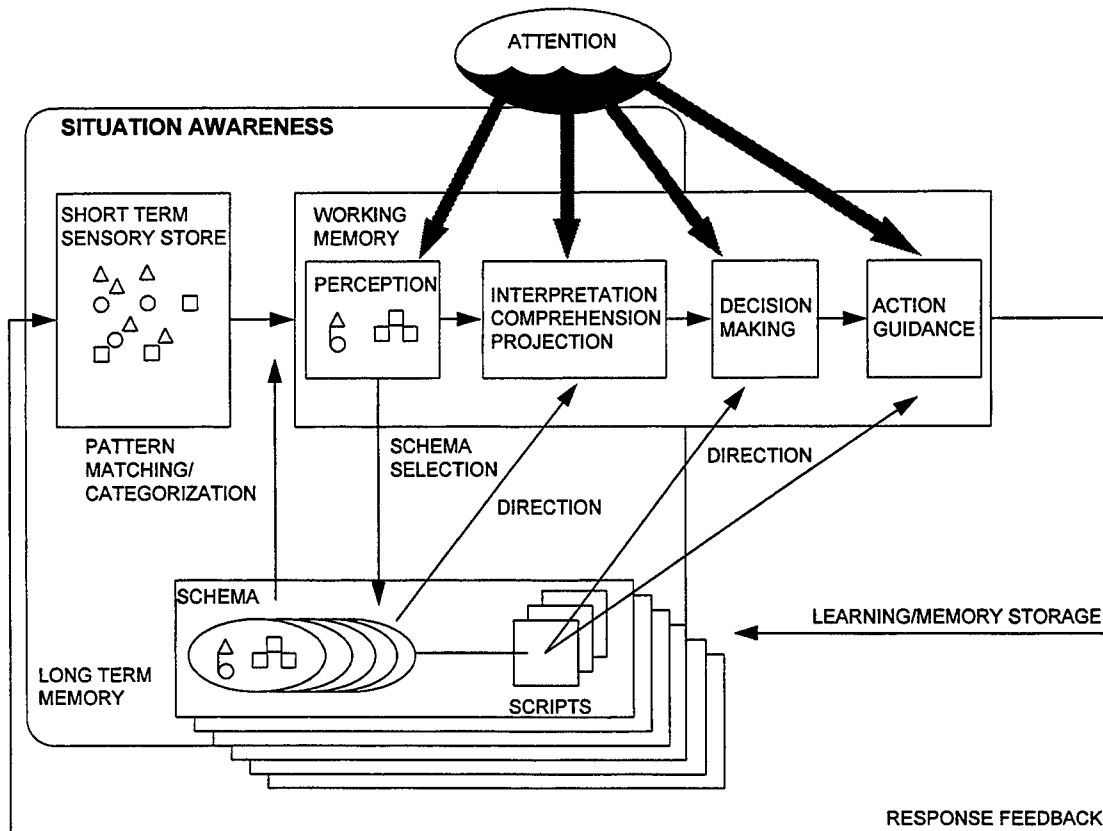 ATTENTION
SITUATION AWARENESS
SHORT TERM
SENSORY STORE
WORKING
MEMORY
PERCEPTION
INTERPRETATION
COMPREHENSION
PROJECTION
DECISION
MAKING
ACTION
GUIDANCE
PATTERN
MATCHING/
CATEGORIZATION
SCHEMA
SELECTION
DIRECTION
DIRECTION
SCHEMA
LONG TERM
MEMORY
SCRIPTS
LEARNING/MEMORY STORAGE
RESPONSE FEEDBACK